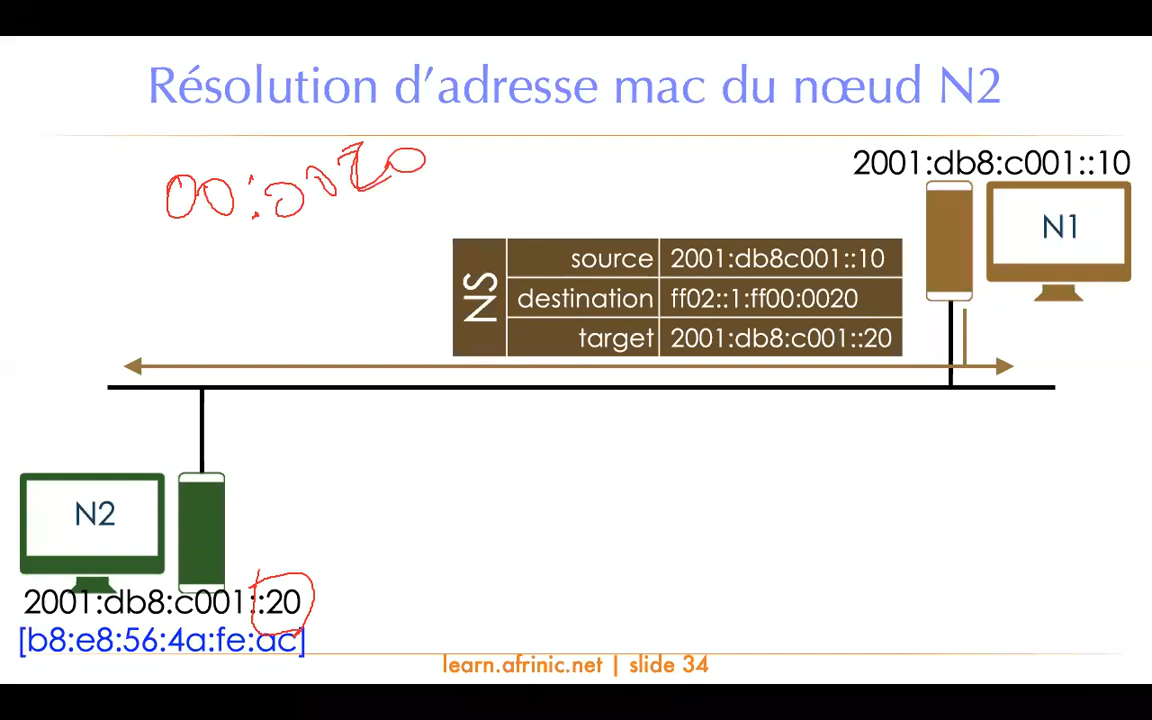 Résolution d'adresse mac du nœud N2
00:0020
2001:db8:c001::10
N1
NS
source 2001:db8c001::10
destination ff02::1:ff00:0020
target 2001:db8:c001::20
N2
2001:db8:c001::20
[b8:e8:56:4a:fe:ac]
learn.afrinic.net | slide 34